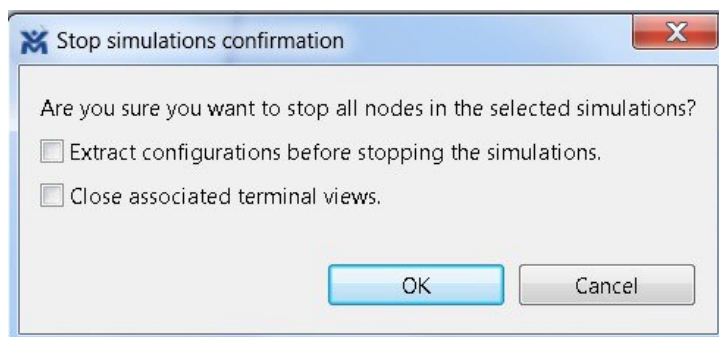 Stop simulations confirmation
Are you sure you want to stop all nodes in the selected simulations?
Extract configurations before stopping the simulations.
Close associated terminal views.
OK Cancel